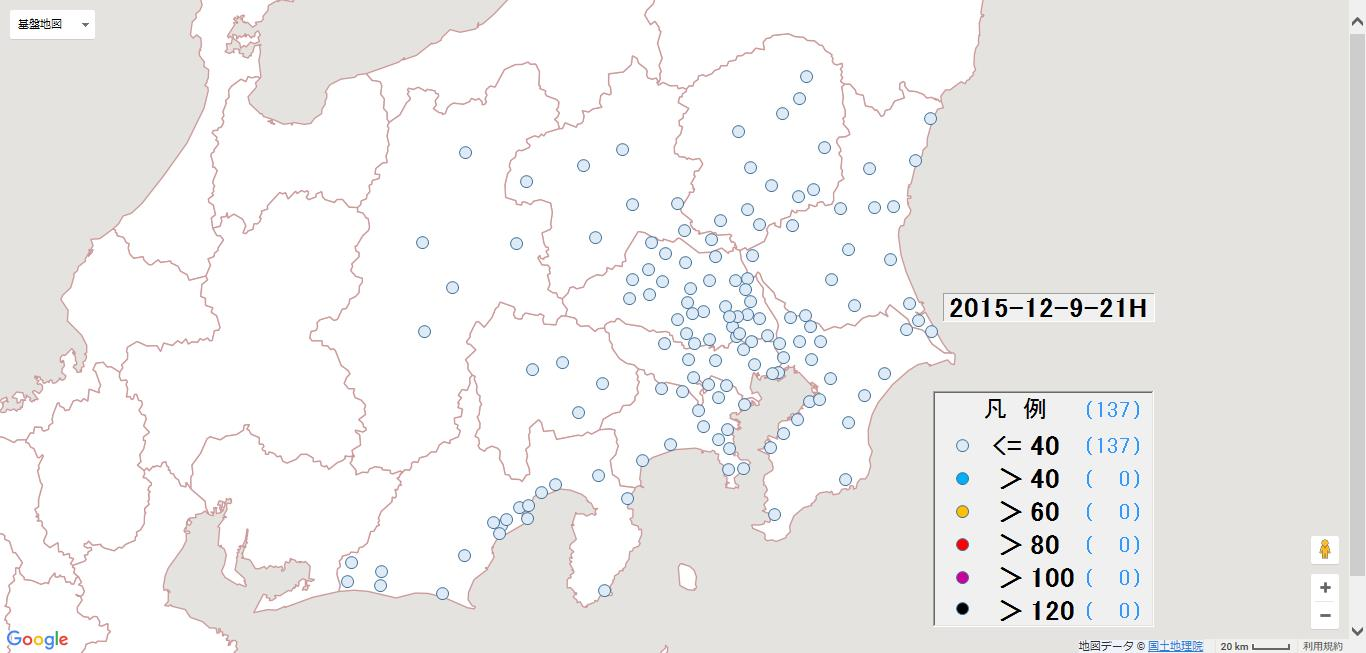 基盤地図
2015-12-9-21H
凡 例 (137)
<= 40 (137)
> 40 ( 0)
> 60 ( 0)
> 80 ( 0)
> 100 ( 0)
> 120 ( 0)
+
−
Google
地図データ © 国土地理院 20 km 利用規約